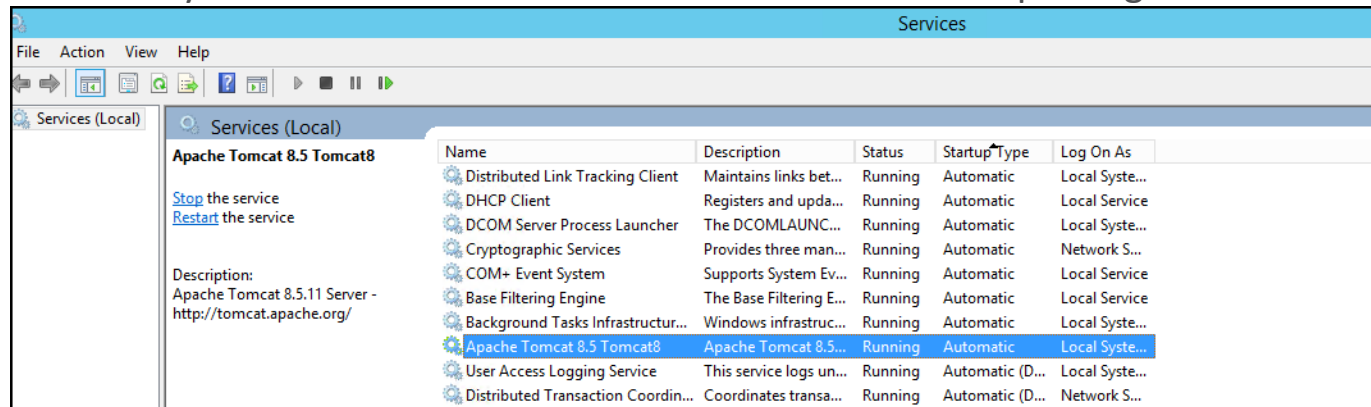 Services
File Action View Help
Services (Local)
Services (Local)
Apache Tomcat 8.5 Tomcat8
Stop the service
Restart the service
Description:
Apache Tomcat 8.5.11 Server -
http://tomcat.apache.org/
Name Description Status Startup Type Log On As
Distributed Link Tracking Client Maintains links bet... Running Automatic Local Syste...
DHCP Client Registers and upda... Running Automatic Local Service
DCOM Server Process Launcher The DCOMLAUNC... Running Automatic Local Syste...
Cryptographic Services Provides three man... Running Automatic Network S...
COM+ Event System Supports System Ev... Running Automatic Local Service
Base Filtering Engine The Base Filtering E... Running Automatic Local Service
Background Tasks Infrastructur... Windows infrastruc... Running Automatic Local Syste...
Apache Tomcat 8.5 Tomcat8 Apache Tomcat 8.5... Running Automatic Local Syste...
User Access Logging Service This service logs un... Running Automatic (D... Local Syste...
Distributed Transaction Coordin... Coordinates transa... Running Automatic (D... Network S...